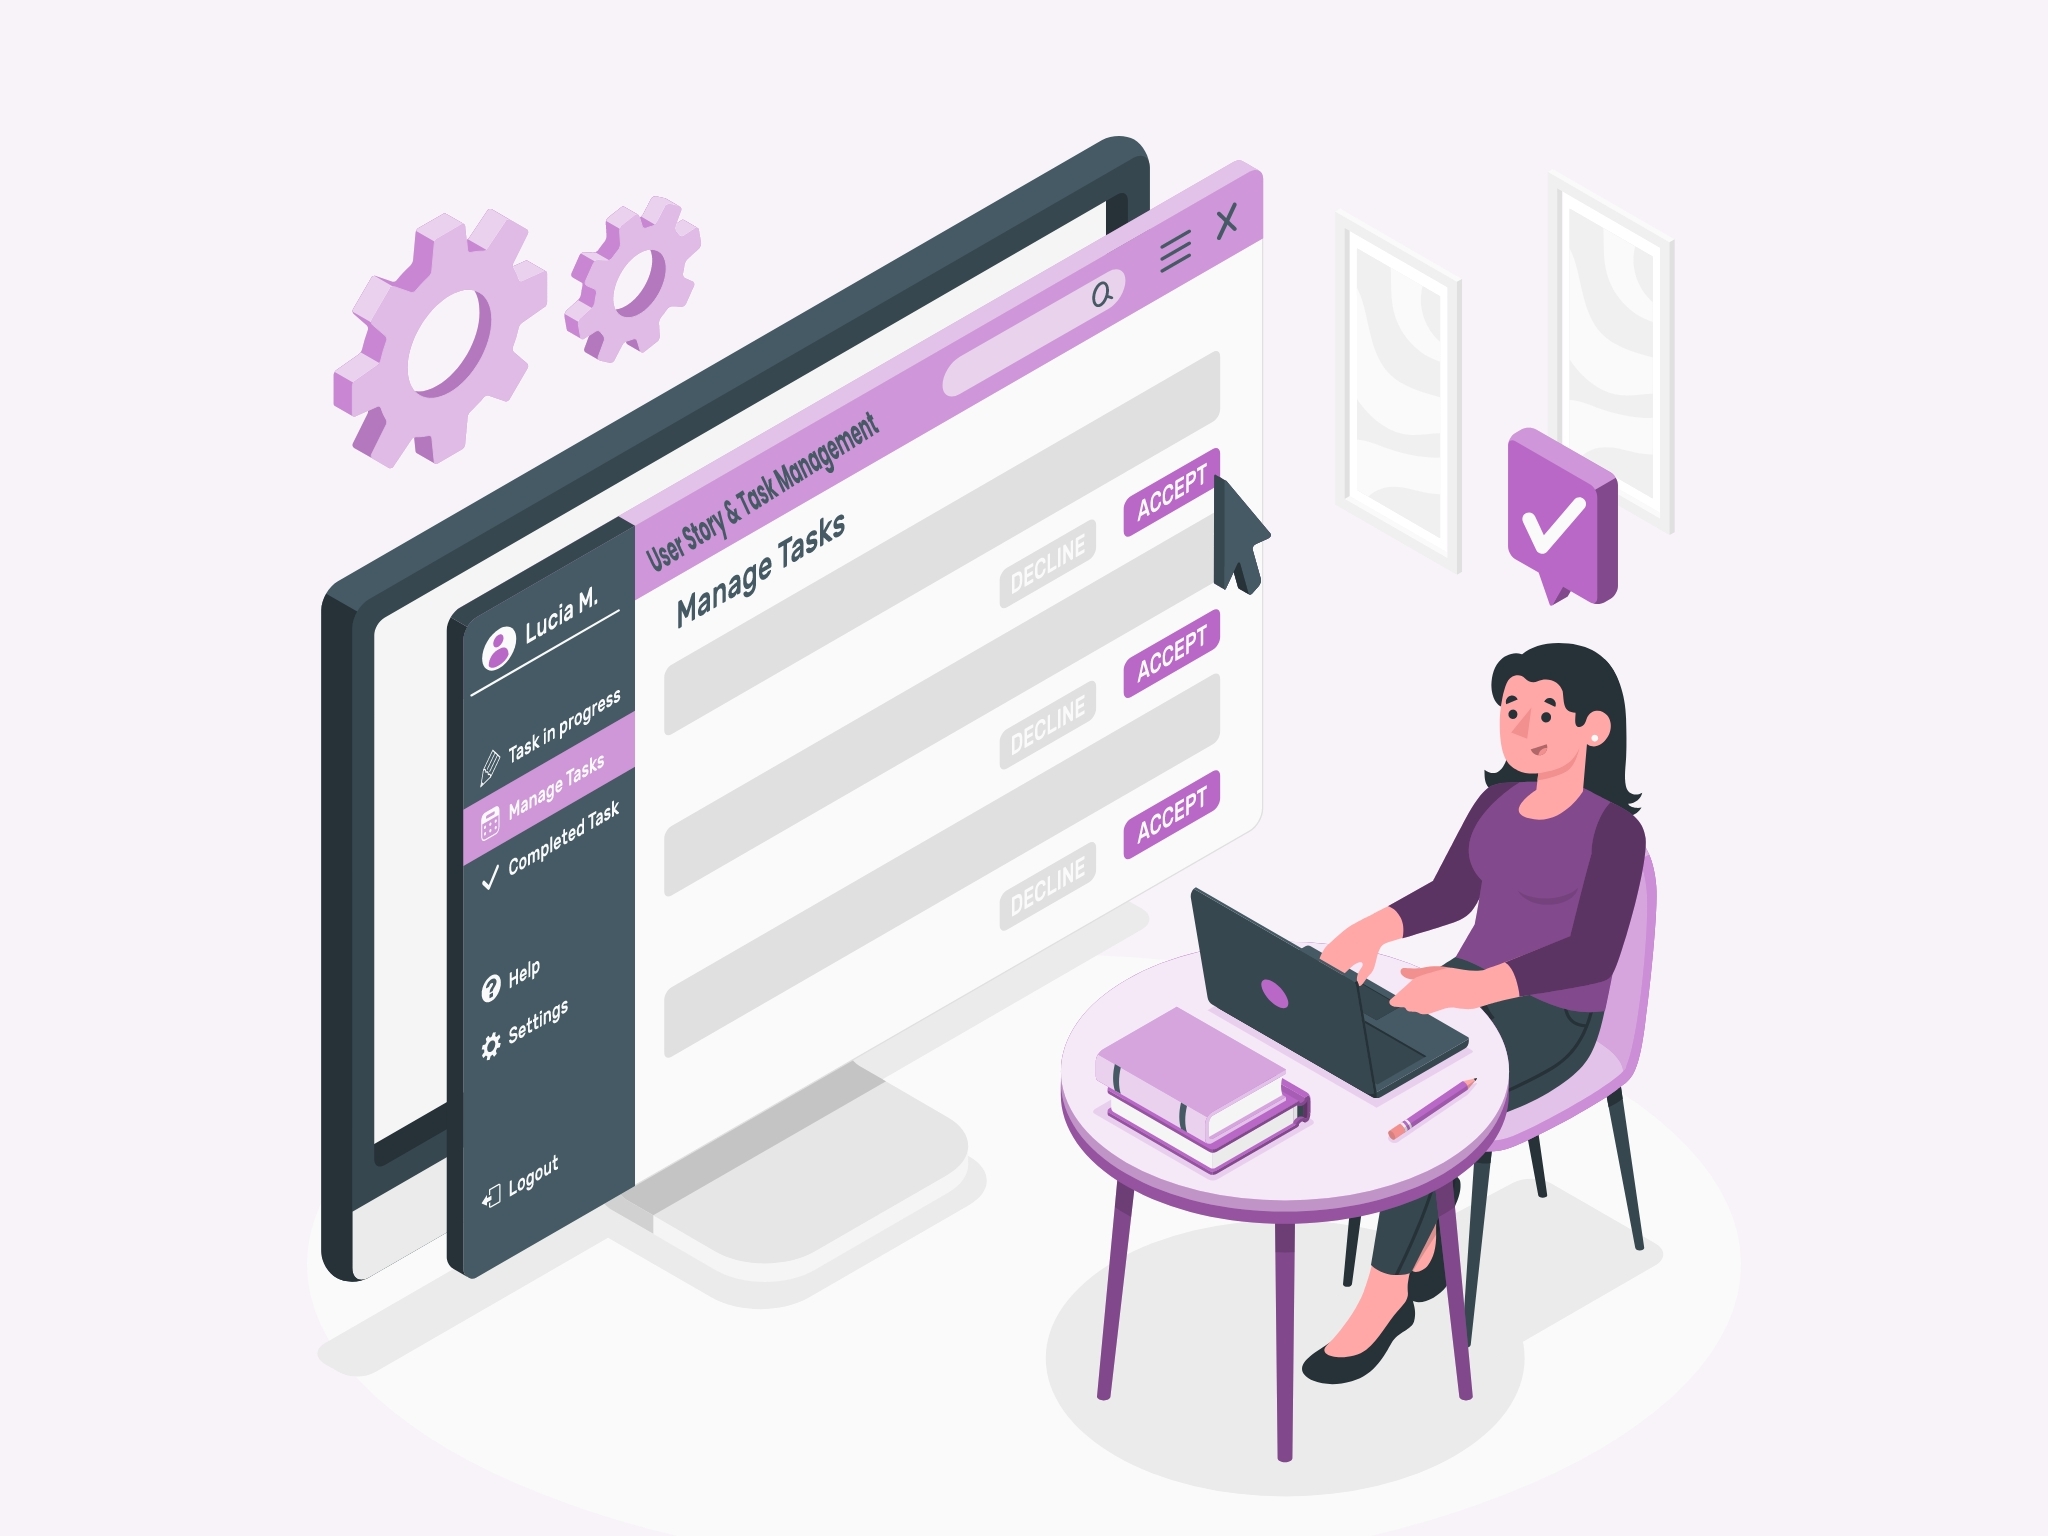 User Story & Task Management
Manage Tasks
Lucia M.
Task in progress
Manage Tasks
Completed Task
Help
Settings
Logout
DECLINE
ACCEPT
DECLINE
ACCEPT
DECLINE
ACCEPT